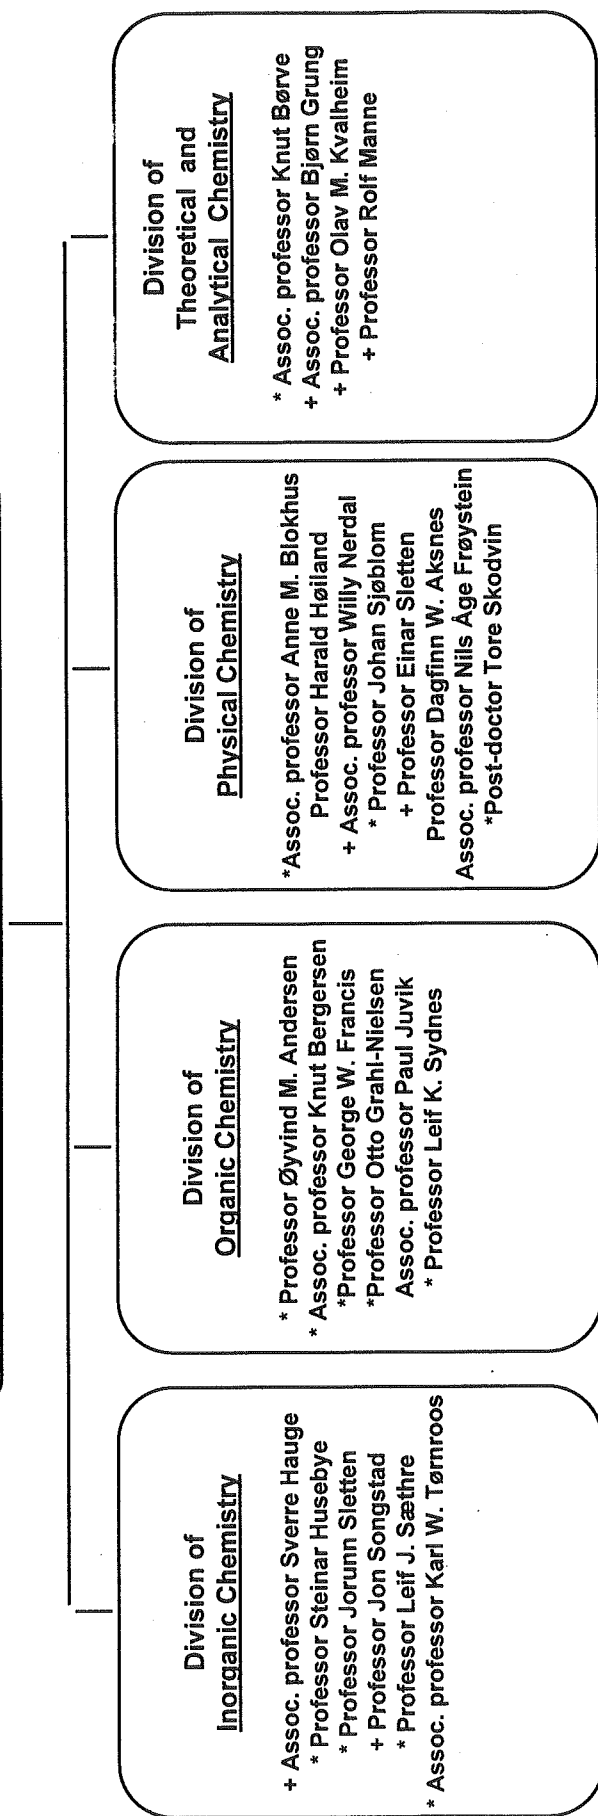 Division of
Inorganic Chemistry
+ Assoc. professor Sverre Hauge
* Professor Steinar Husebye
* Professor Jorunn Sletten
+ Professor Jon Songstad
* Professor Leif J. Sæthre
* Assoc. professor Karl W. Tørnroos
Division of
Organic Chemistry
* Professor Øyvind M. Andersen
* Assoc. professor Knut Bergersen
*Professor George W. Francis
*Professor Otto Grahl-Nielsen
Assoc. professor Paul Juvik
* Professor Leif K. Sydnes
Division of
Physical Chemistry
*Assoc. professor Anne M. Blokhus
Professor Harald Høiland
+ Assoc. professor Willy Nerdal
* Professor Johan Sjøblom
+ Professor Einar Sletten
Professor Dagfinn W. Aksnes
Assoc. professor Nils Åge Frøystein
*Post-doctor Tore Skodvin
Division of
Theoretical and
Analytical Chemistry
* Assoc. professor Knut Børve
+ Assoc. professor Bjørn Grung
+ Professor Olav M. Kvalheim
+ Professor Rolf Manne